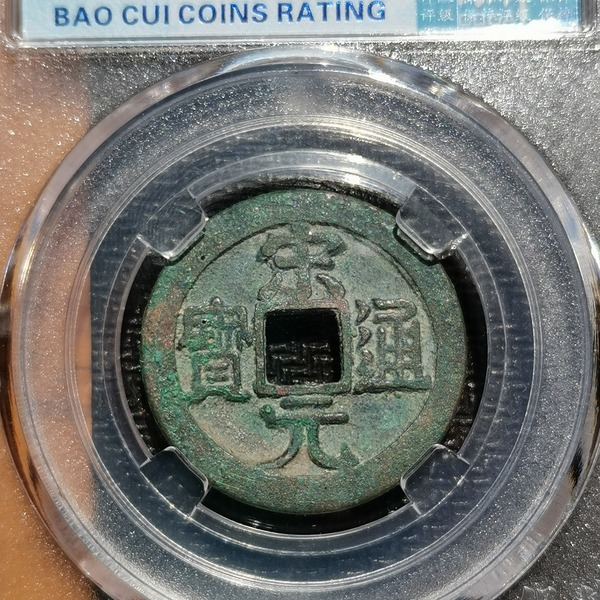 BAO CUI COINS RATING
宋元通寶